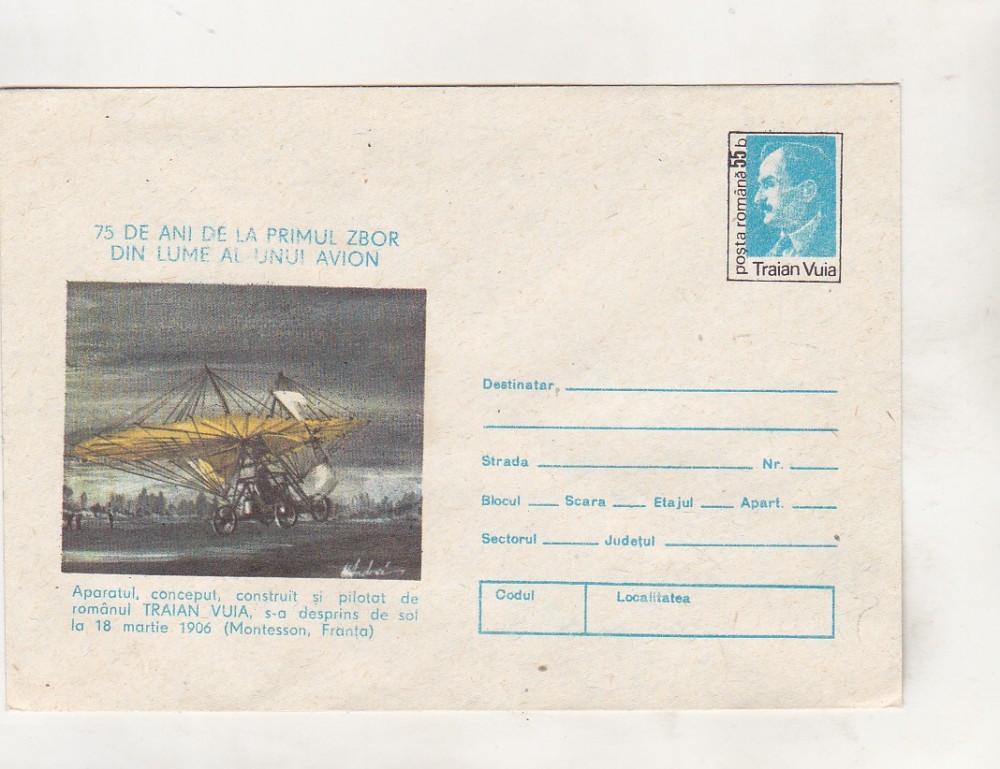 poșta română 55 b
Traian Vuia
75 DE ANI DE LA PRIMUL ZBOR
DIN LUME AL UNUI AVION
Aparatul, conceput, construit și pilotat de
românul TRAIAN VUIA, s-a desprins de sol
la 18 martie 1906 (Montesson, Franța)
Destinatar
Strada Nr.
Blocul Scara Etajul Apart.
Sectorul Județul
Codul Localitatea